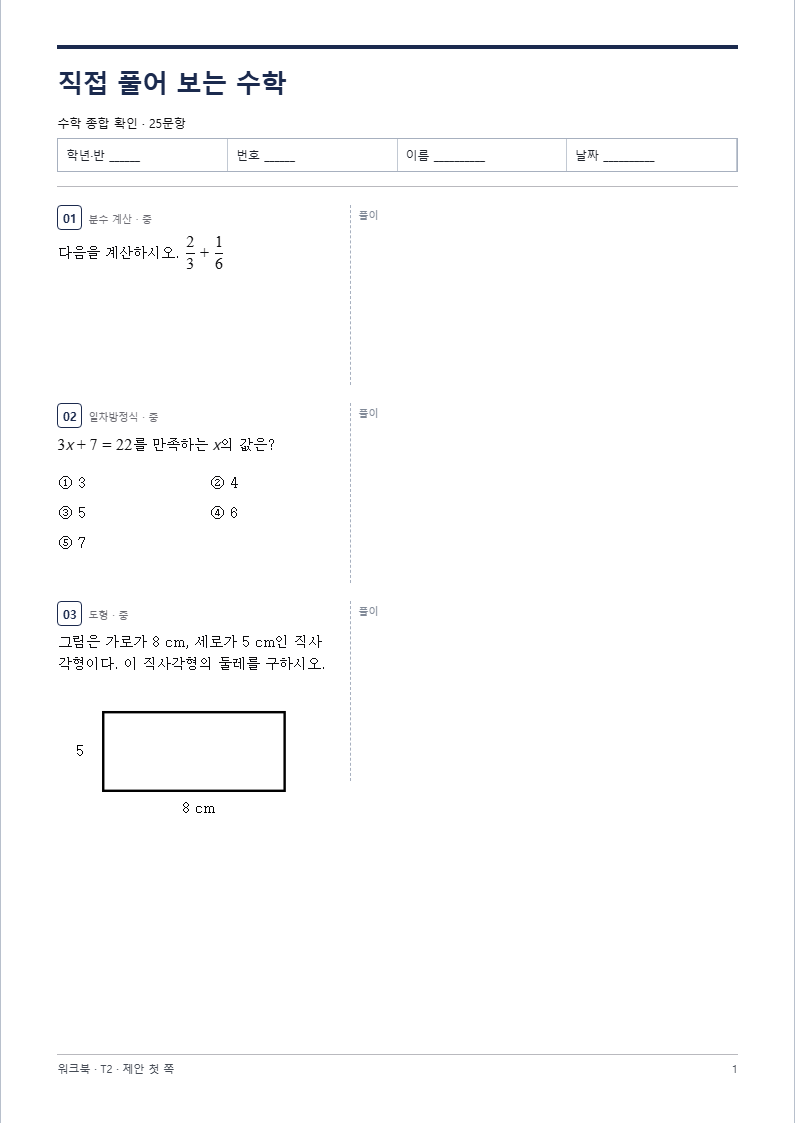 직접 풀어 보는 수학
수학 종합 확인 · 25문항
학년·반 ______ 번호 ______ 이름 __________ 날짜 __________
01 분수 계산 · 중
풀이
다음을 계산하시오. 2/3 + 1/6
02 일차방정식 · 중
풀이
3x + 7 = 22를 만족하는 x의 값은?
① 3 ② 4
③ 5 ④ 6
⑤ 7
03 도형 · 중
풀이
그림은 가로가 8 cm, 세로가 5 cm인 직사
각형이다. 이 직사각형의 둘레를 구하시오.
5
8 cm
워크북 · T2 · 제안 첫 쪽 1